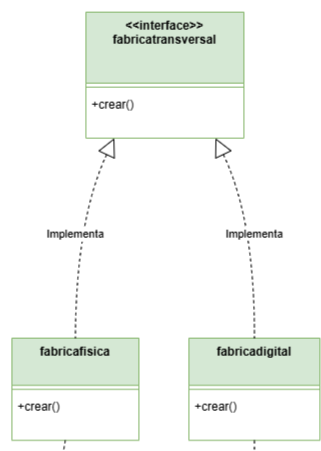 <<interface>>
fabricatransversal
+crear()
Implementa
Implementa
fabricafisica
fabricadigital
+crear()
+crear()